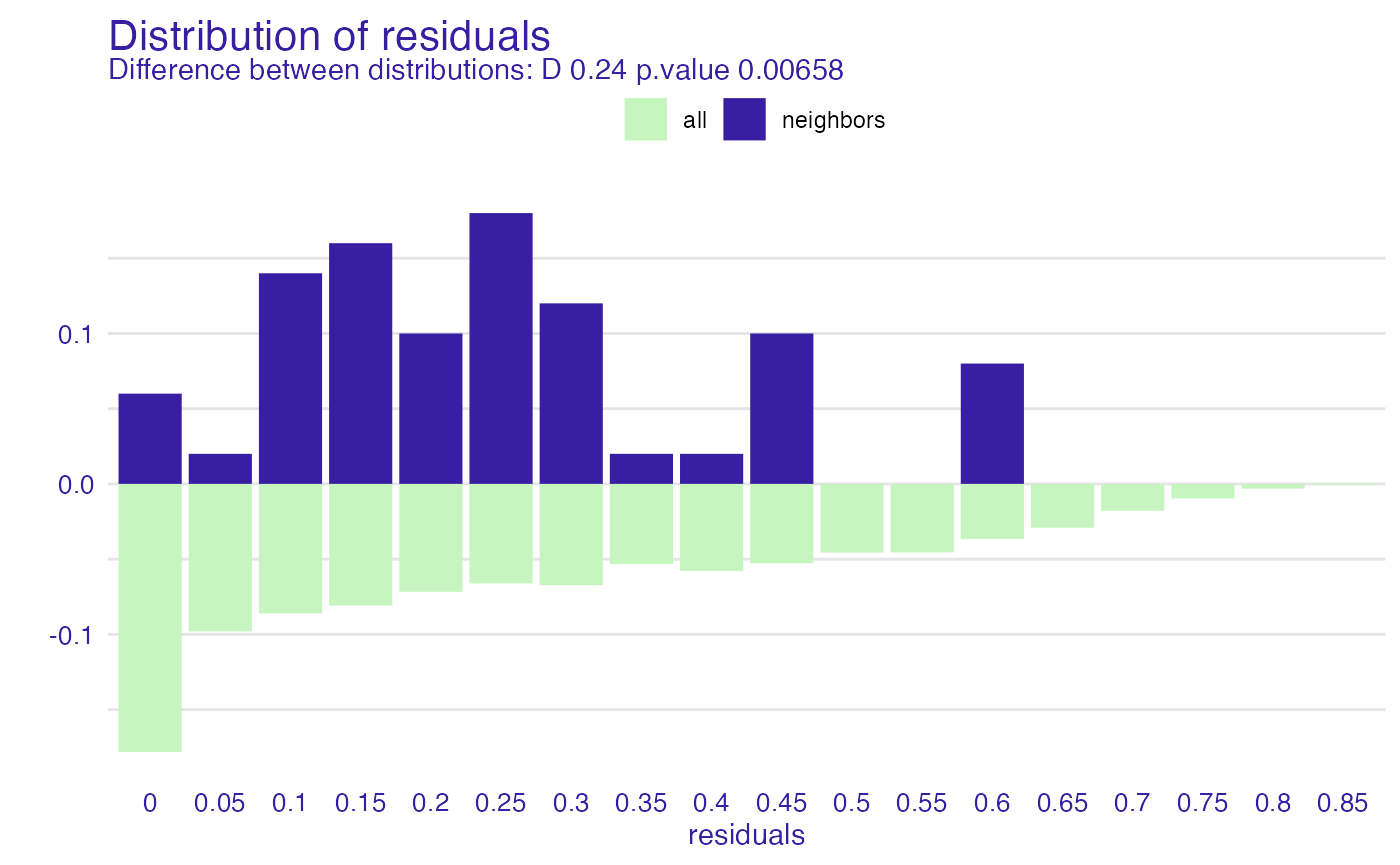 Distribution of residuals
Difference between distributions: D 0.24 p.value 0.00658
all neighbors
0.1
0.0
-0.1
0 0.05 0.1 0.15 0.2 0.25 0.3 0.35 0.4 0.45 0.5 0.55 0.6 0.65 0.7 0.75 0.8 0.85
residuals